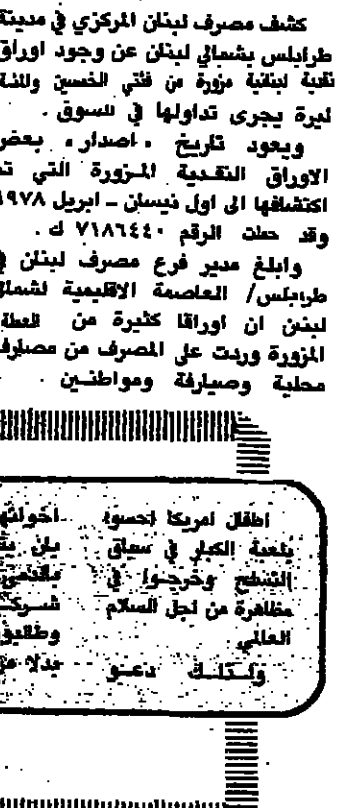 كشف مصرف لبنان المركزي في مدينة
طرابلس بشمالي لبنان عن وجود اوراق
نقدية لبنانية مزورة من فئتي الخمسين والمئة
ليرة يجرى تداولها في السوق .
ويعود تاريخ « اصدار » بعض
الاوراق النقدية المزورة التي تم
اكتشافها الى اول نيسان - ابريل ١٩٧٨
وقد حملت الرقم ٧١٨٦٤٤٠ ك .
وابلغ مدير فرع مصرف لبنان في
طرابلس/ العاصمة الاقليمية لشمال
لبنان ان اوراقا كثيرة من العملة
المزورة وردت على المصرف من مصارف
محلية وصيارفة ومواطنين .
اطفال امريكا احسوا
بلعبة الكبار في سباق
التسلح وخرجوا في
مظاهرة من اجل السلام
العالمي .
ولذلك دعو
بدلا